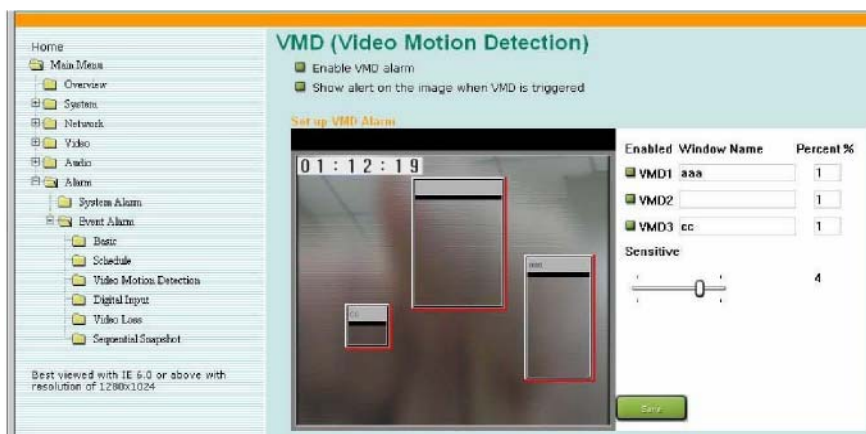 Home
Main Menu
Overview
System
Network
Video
Audio
Alarm
System Alarm
Event Alarm
Basic
Schedule
Video Motion Detection
Digital Input
Video Loss
Sequential Snapshot
Best viewed with IE 6.0 or above with
resolution of 1280x1024
VMD (Video Motion Detection)
Enable VMD alarm
Show alert on the image when VMD is triggered
Set up VMD Alarm
01:12:19
aaa
cc
Enabled Window Name Percent %
VMD1 aaa 1
VMD2 1
VMD3 cc 1
Sensitive
4
Save